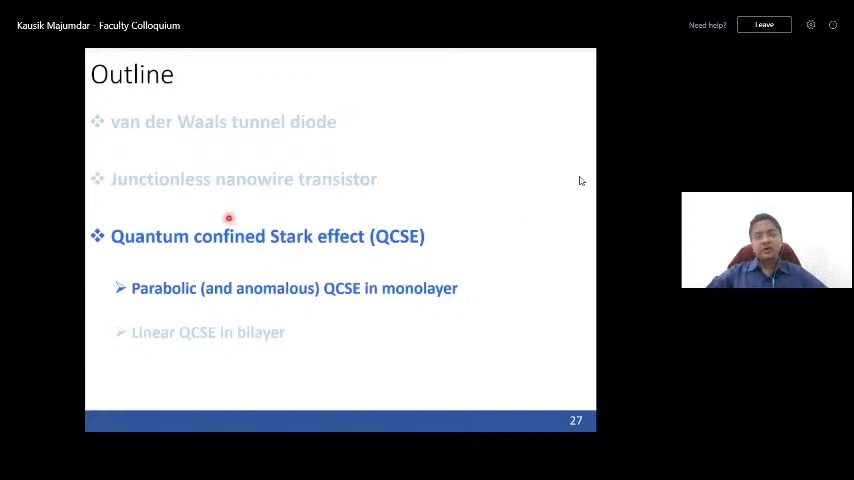 Kausik Majumdar - Faculty Colloquium
Need help?
Leave
Outline
❖ van der Waals tunnel diode
❖ Junctionless nanowire transistor
❖ Quantum confined Stark effect (QCSE)
➢ Parabolic (and anomalous) QCSE in monolayer
➢ Linear QCSE in bilayer
27